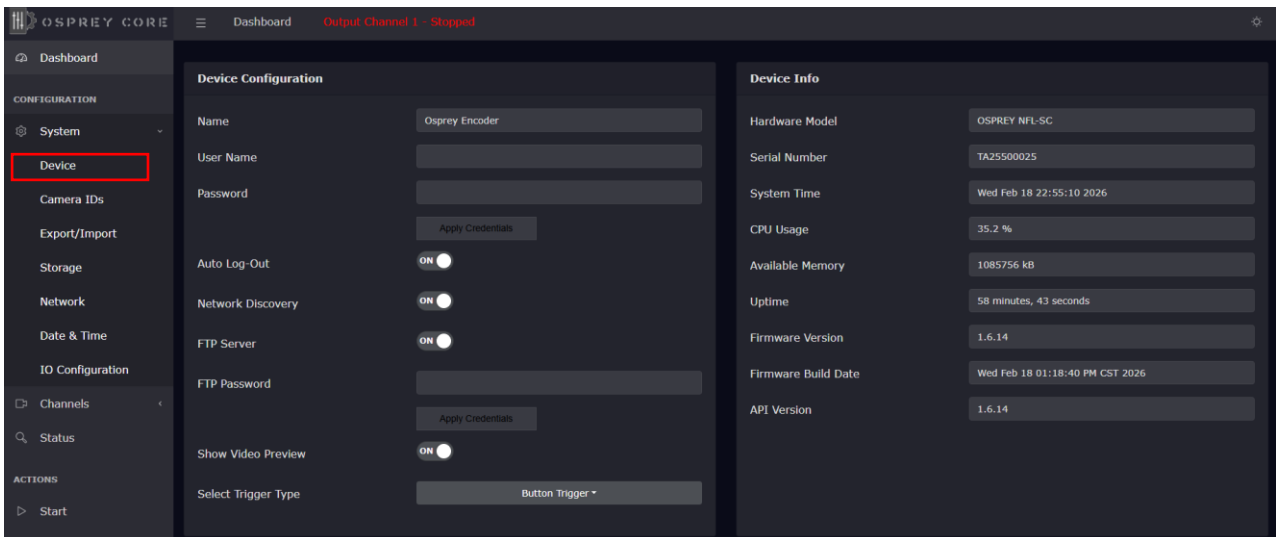 OSPREY CORE
Dashboard
Output Channel 1 - Stopped
Dashboard
CONFIGURATION
System
Device
Camera IDs
Export/Import
Storage
Network
Date & Time
IO Configuration
Channels
Status
ACTIONS
Start
Device Configuration
Name
Osprey Encoder
User Name
Password
Apply Credentials
Auto Log-Out
ON
Network Discovery
ON
FTP Server
ON
FTP Password
Apply Credentials
Show Video Preview
ON
Select Trigger Type
Button Trigger
Device Info
Hardware Model
OSPREY NFL-SC
Serial Number
TA25500025
System Time
Wed Feb 18 22:55:10 2026
CPU Usage
35.2 %
Available Memory
1085756 kB
Uptime
58 minutes, 43 seconds
Firmware Version
1.6.14
Firmware Build Date
Wed Feb 18 01:18:40 PM CST 2026
API Version
1.6.14